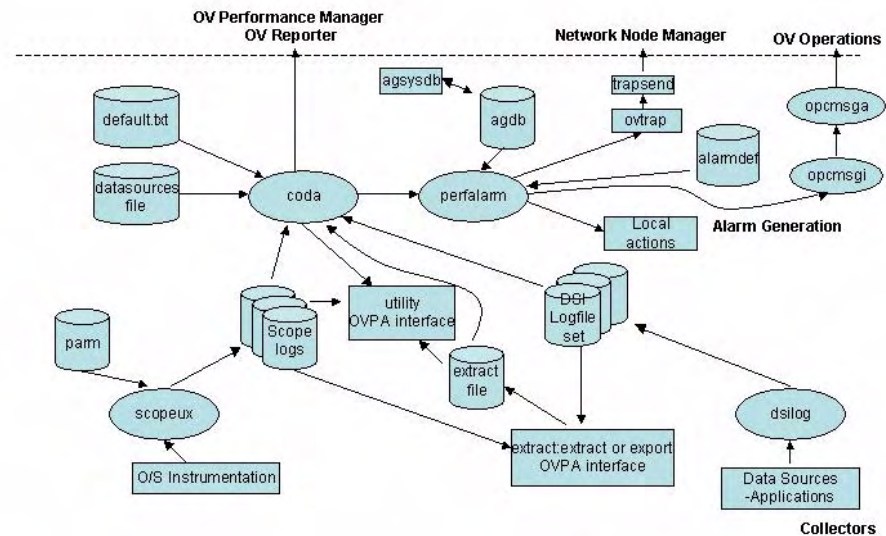 OV Performance Manager
OV Reporter
Network Node Manager
OV Operations
agsysdb
trapsend
default.txt
agdb
ovtrap
opcmsga
alarmdef
datasources
file
coda
perfalarm
opcmsgi
Local
actions
Alarm Generation
utility
OVPA interface
DSI
Logfile
set
parm
Scope
logs
extract
file
scopeux
dsilog
extract:extract or export
OVPA interface
O/S Instrumentation
Data Sources
-Applications
Collectors